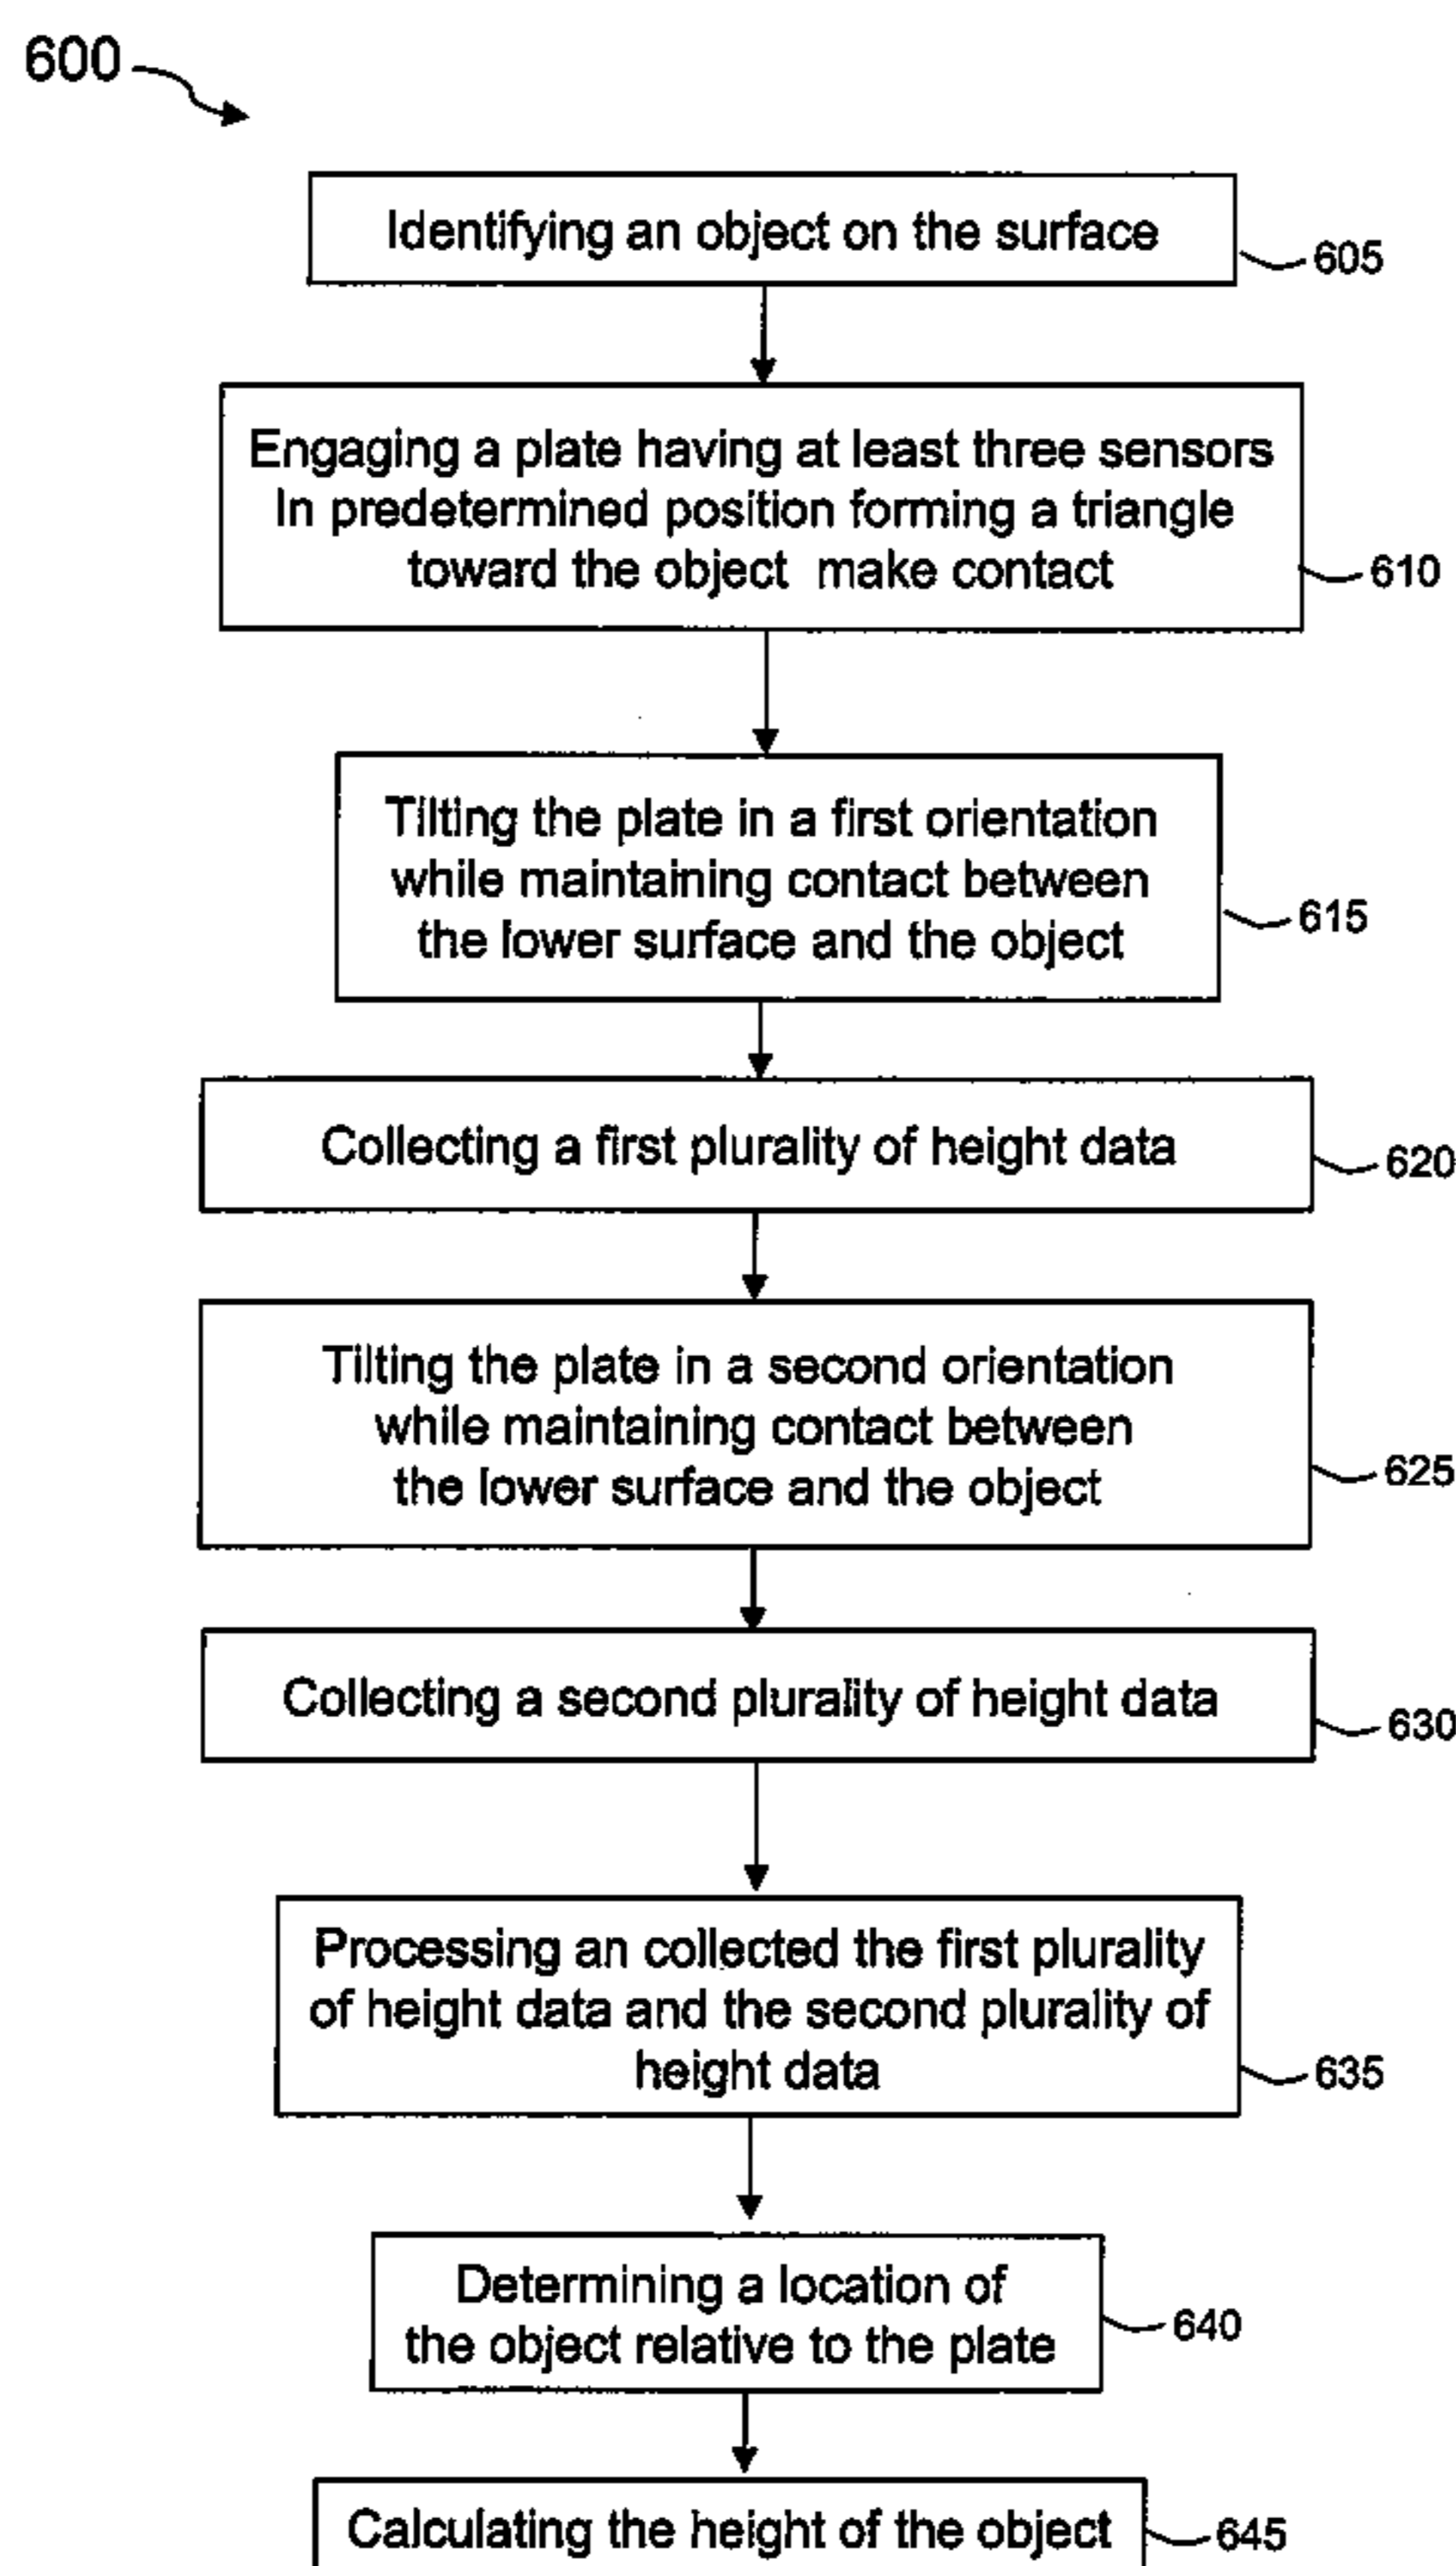 600
Identifying an object on the surface
605
Engaging a plate having at least three sensors
In predetermined position forming a triangle
toward the object make contact
610
Tilting the plate in a first orientation
while maintaining contact between
the lower surface and the object
615
Collecting a first plurality of height data
620
Tilting the plate in a second orientation
while maintaining contact between
the lower surface and the object
625
Collecting a second plurality of height data
630
Processing an collected the first plurality
of height data and the second plurality of
height data
635
Determining a location of
the object relative to the plate
640
Calculating the height of the object
645